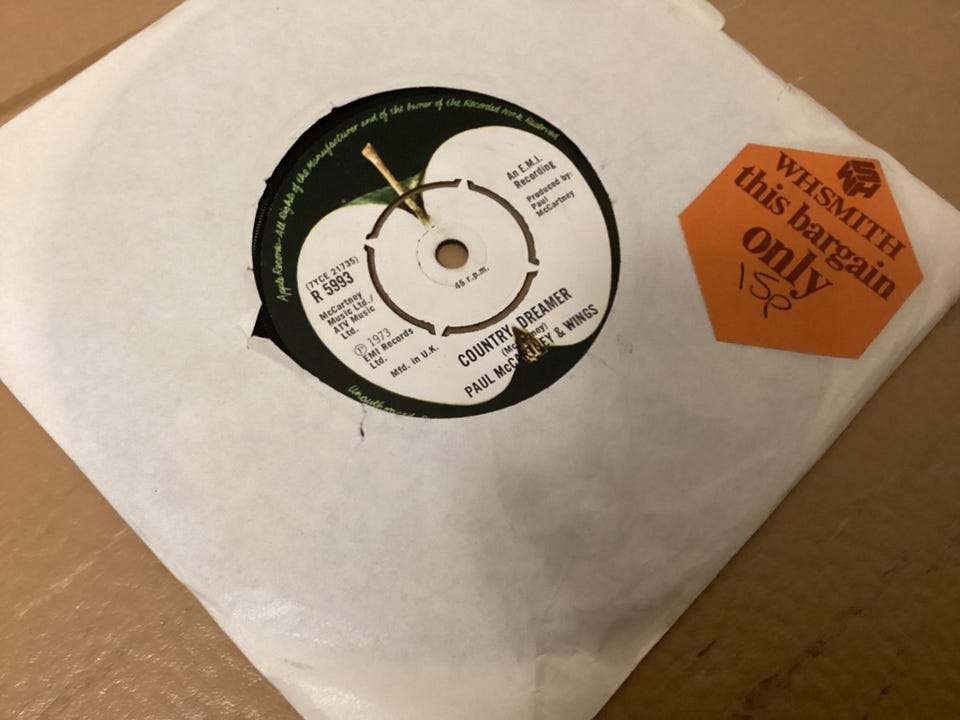 Apple Records-All Rights of the Manufacturer and of the Owner of the Recorded Work Reserved
An E.M.I.
Recording
Produced by:
Paul
McCartney
45 r.p.m.
(7YCE 21735)
R 5993
McCartney
Music Ltd./
ATV Music
Ltd.
℗ 1973
EMI Records
Ltd.
Mfd. in U.K.
COUNTRY DREAMER
PAUL & WINGS
Unauthorised
WHSMITH
this bargain
only
15p